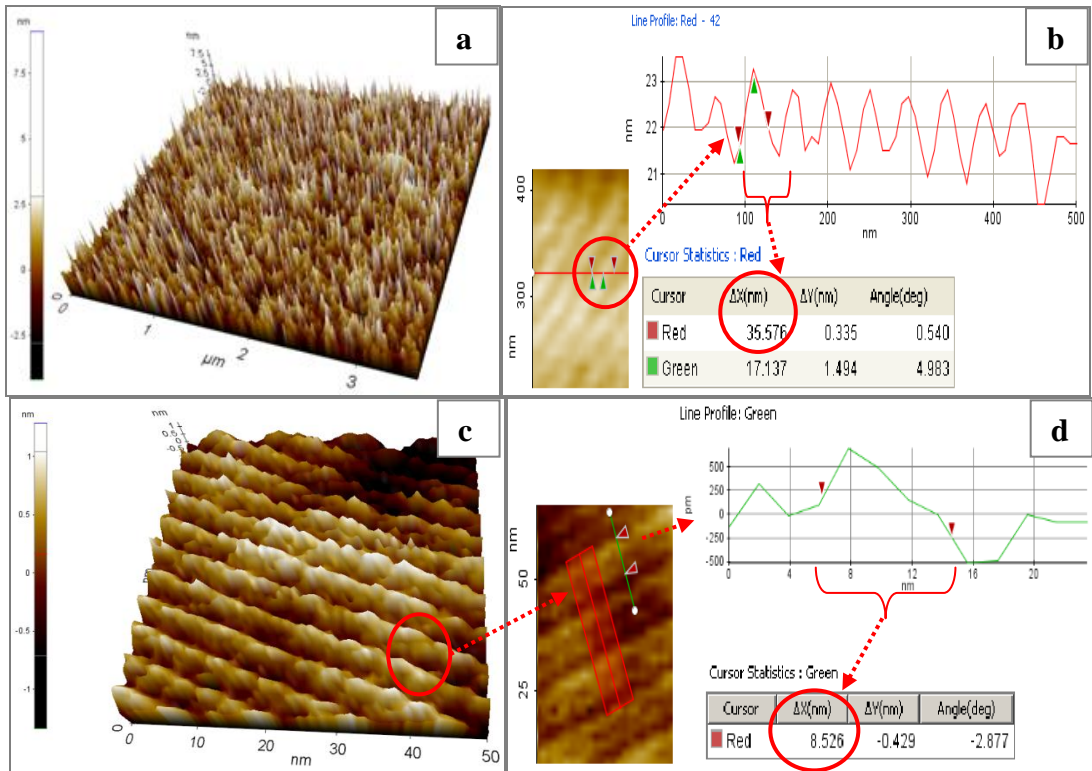 a
nm
7.5
5
2.5
0
-2.5
nm
7.5
0
1
2
3
µm
b
Line Profile: Red - 42
23
22
21
nm
0
100
200
300
400
500
nm
400
300
nm
Cursor Statistics : Red
Cursor ΔX(nm) ΔY(nm) Angle(deg)
Red 35.576 0.335 0.540
Green 17.137 1.494 4.983
c
nm
1
0.5
0
-0.5
-1
nm
1
0
10
20
30
40
50
nm
d
Line Profile: Green
500
250
0
-250
-500
pm
0
4
8
12
16
20
nm
nm
50
25
Cursor Statistics : Green
Cursor ΔX(nm) ΔY(nm) Angle(deg)
Red 8.526 -0.429 -2.877